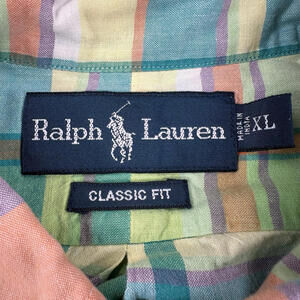 Ralph Lauren
MADE IN
INDIA
XL
CLASSIC FIT